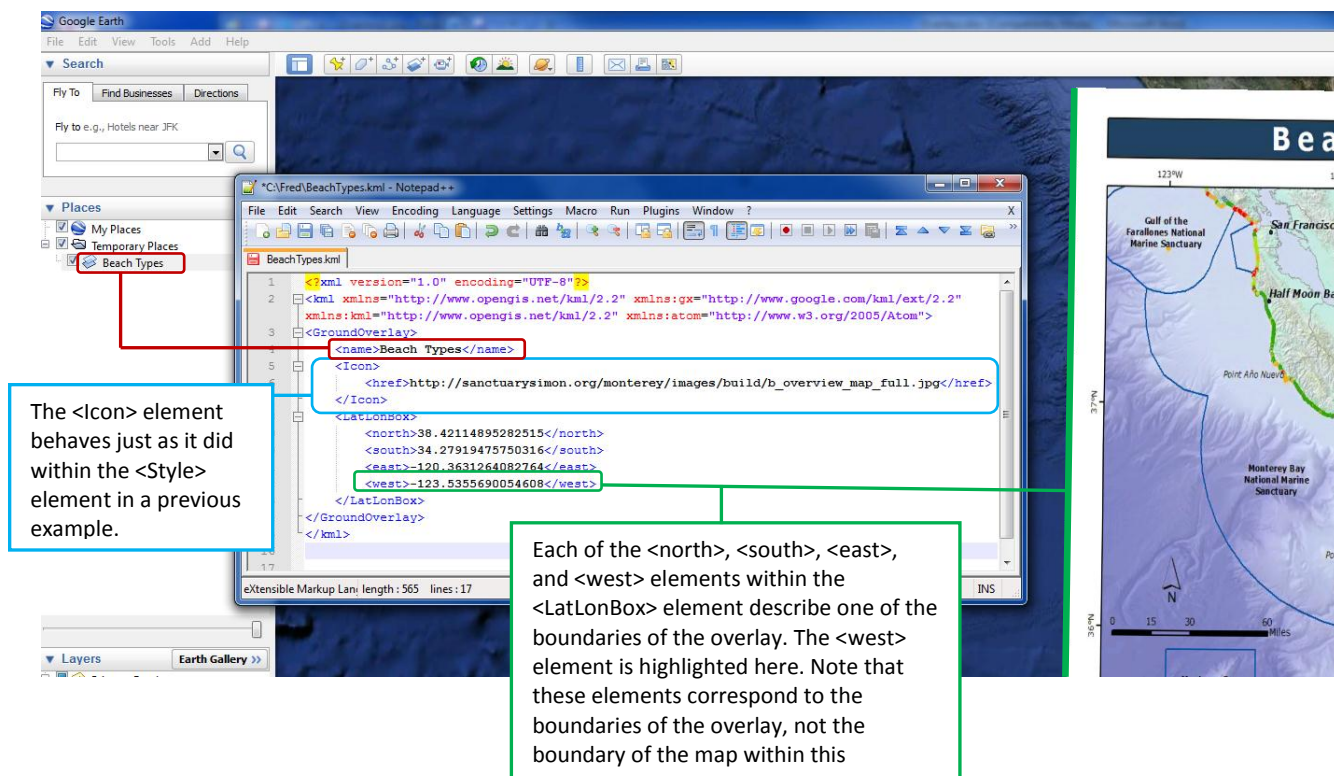 Google Earth
File Edit View Tools Add Help
Search
Fly To Find Businesses Directions
Fly to e.g., Hotels near JFK
Places
My Places
Temporary Places
Beach Types
*C:\Fred\BeachTypes.kml - Notepad++
File Edit Search View Encoding Language Settings Macro Run Plugins Window ? X
BeachTypes.kml
1 <?xml version="1.0" encoding="UTF-8"?>
2 <kml xmlns="http://www.opengis.net/kml/2.2" xmlns:gx="http://www.google.com/kml/ext/2.2"
xmlns:kml="http://www.opengis.net/kml/2.2" xmlns:atom="http://www.w3.org/2005/Atom">
3 <GroundOverlay>
<name>Beach Types</name>
5 <Icon>
<href>http://sanctuarysimon.org/monterey/images/build/b_overview_map_full.jpg</href>
</Icon>
<LatLonBox>
<north>38.42114895282515</north>
<south>34.27919475750316</south>
<east>-120.3631264082764</east>
<west>-123.5355690054608</west>
</LatLonBox>
</GroundOverlay>
</kml>
17
eXtensible Markup Lan length : 565 lines : 17 INS
The <Icon> element
behaves just as it did
within the <Style>
element in a previous
example.
Each of the <north>, <south>, <east>,
and <west> elements within the
<LatLonBox> element describe one of the
boundaries of the overlay. The <west>
element is highlighted here. Note that
these elements correspond to the
boundaries of the overlay, not the
boundary of the map within this
Layers Earth Gallery >>
Bea
123°W
Gulf of the
Farallones National
Marine Sanctuary
San Francisc
Half Moon Ba
Point Año Nuevo
37°N
Monterey Bay
National Marine
Sanctuary
Po
N
36°N
0 15 30 60
Miles